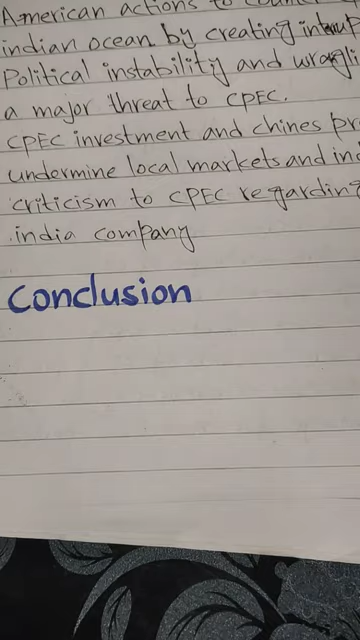 American actions to counter
indian ocean by creating
Political instability and
a major threat to CPEC.
CPEC investment and chines
undermine local markets and
criticism to CPEC regarding
india company
Conclusion